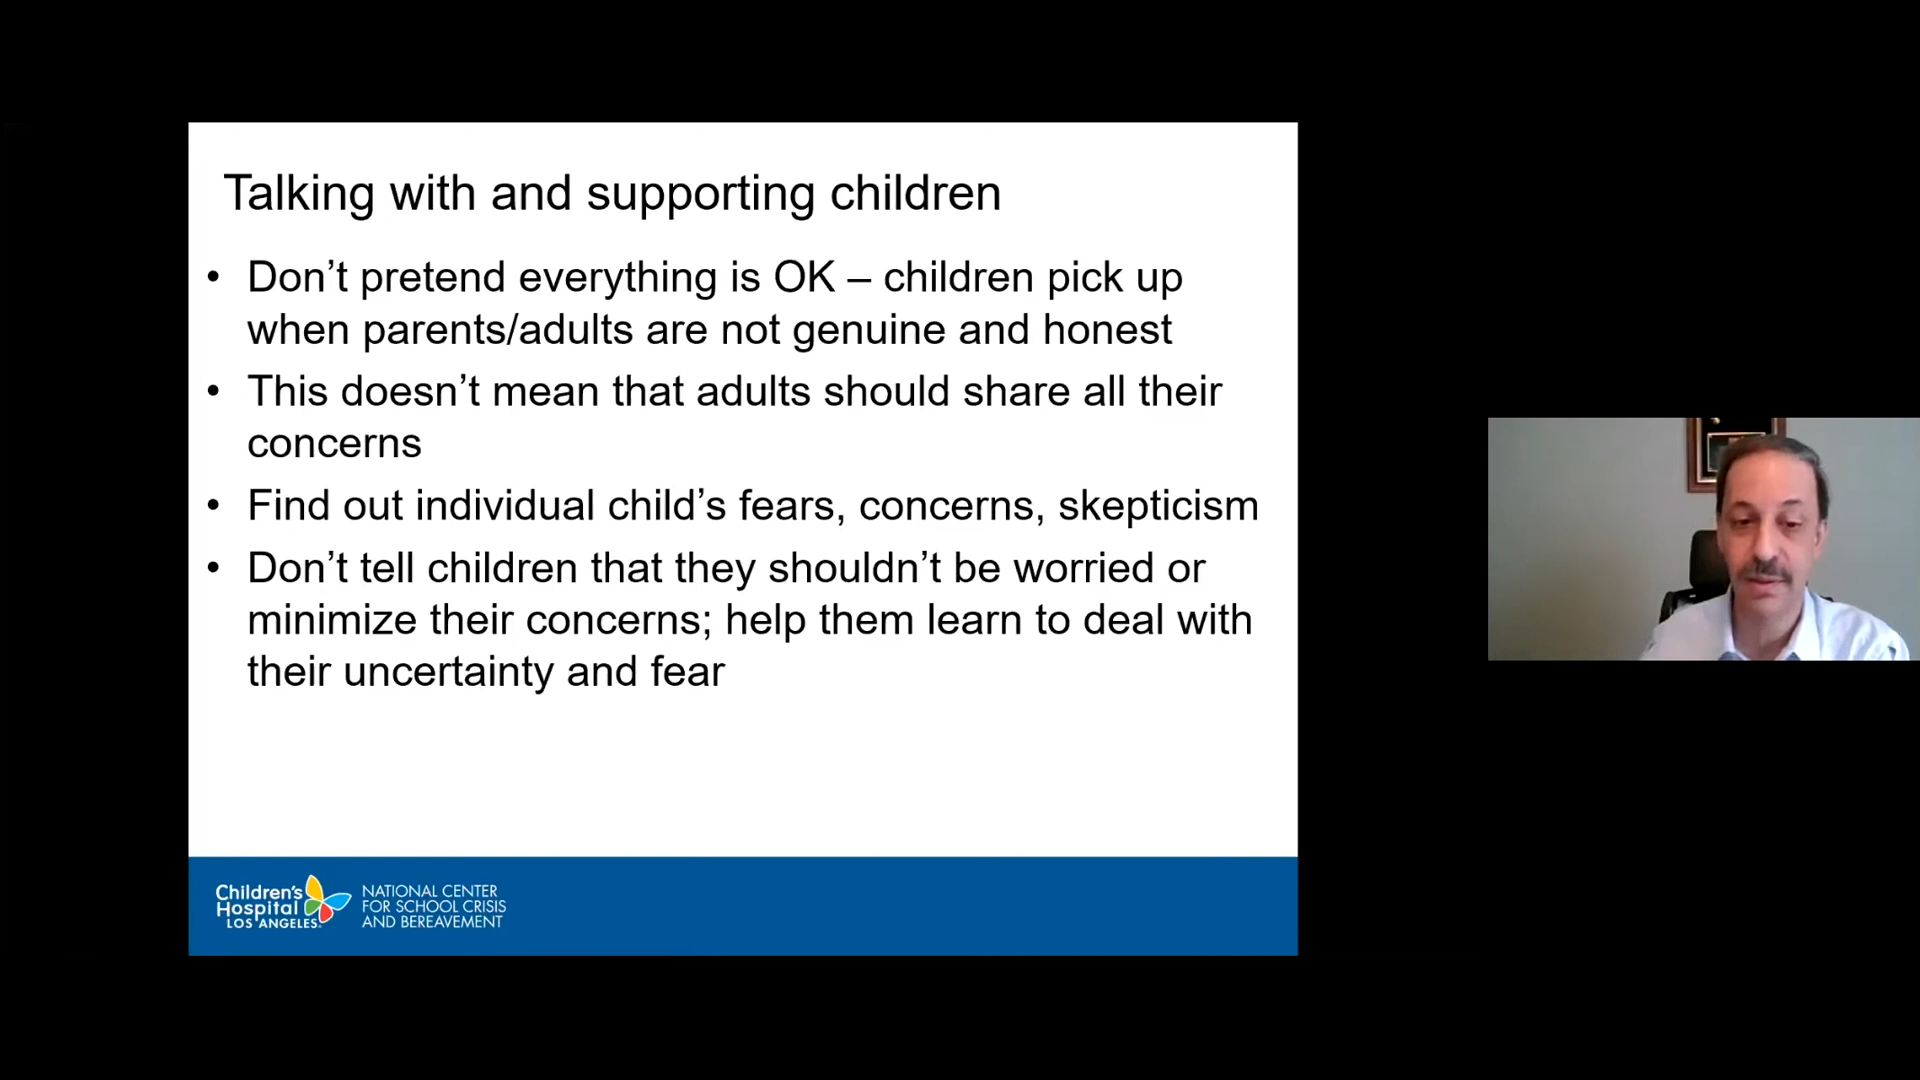 Talking with and supporting children
• Don’t pretend everything is OK – children pick up
when parents/adults are not genuine and honest
• This doesn’t mean that adults should share all their
concerns
• Find out individual child’s fears, concerns, skepticism
• Don’t tell children that they shouldn’t be worried or
minimize their concerns; help them learn to deal with
their uncertainty and fear
Children's
Hospital
LOS ANGELES
NATIONAL CENTER
FOR SCHOOL CRISIS
AND BEREAVEMENT